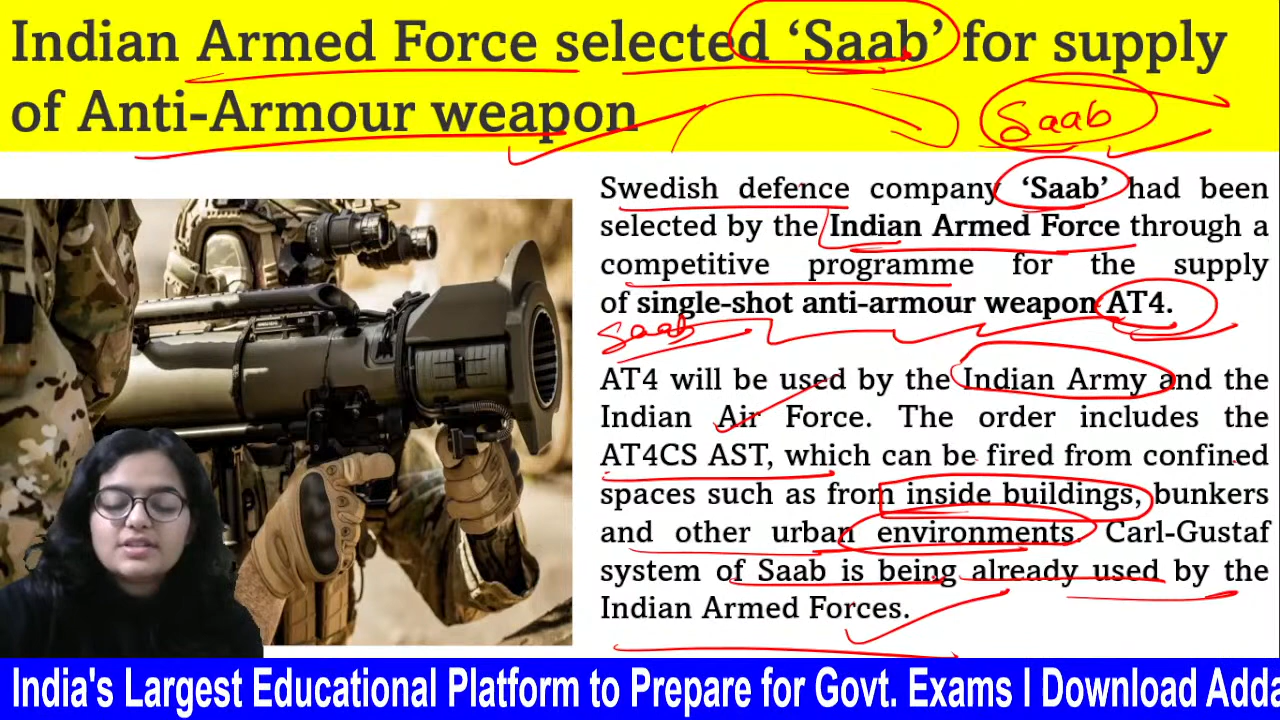 Indian Armed Force selected ‘Saab’ for supply
of Anti-Armour weapon
Saab
Swedish defence company ‘Saab’ had been
selected by the Indian Armed Force through a
competitive programme for the supply
of single-shot anti-armour weapon AT4.
Saab
AT4 will be used by the Indian Army and the
Indian Air Force. The order includes the
AT4CS AST, which can be fired from confined
spaces such as from inside buildings, bunkers
and other urban environments. Carl-Gustaf
system of Saab is being already used by the
Indian Armed Forces.
India's Largest Educational Platform to Prepare for Govt. Exams I Download Adda